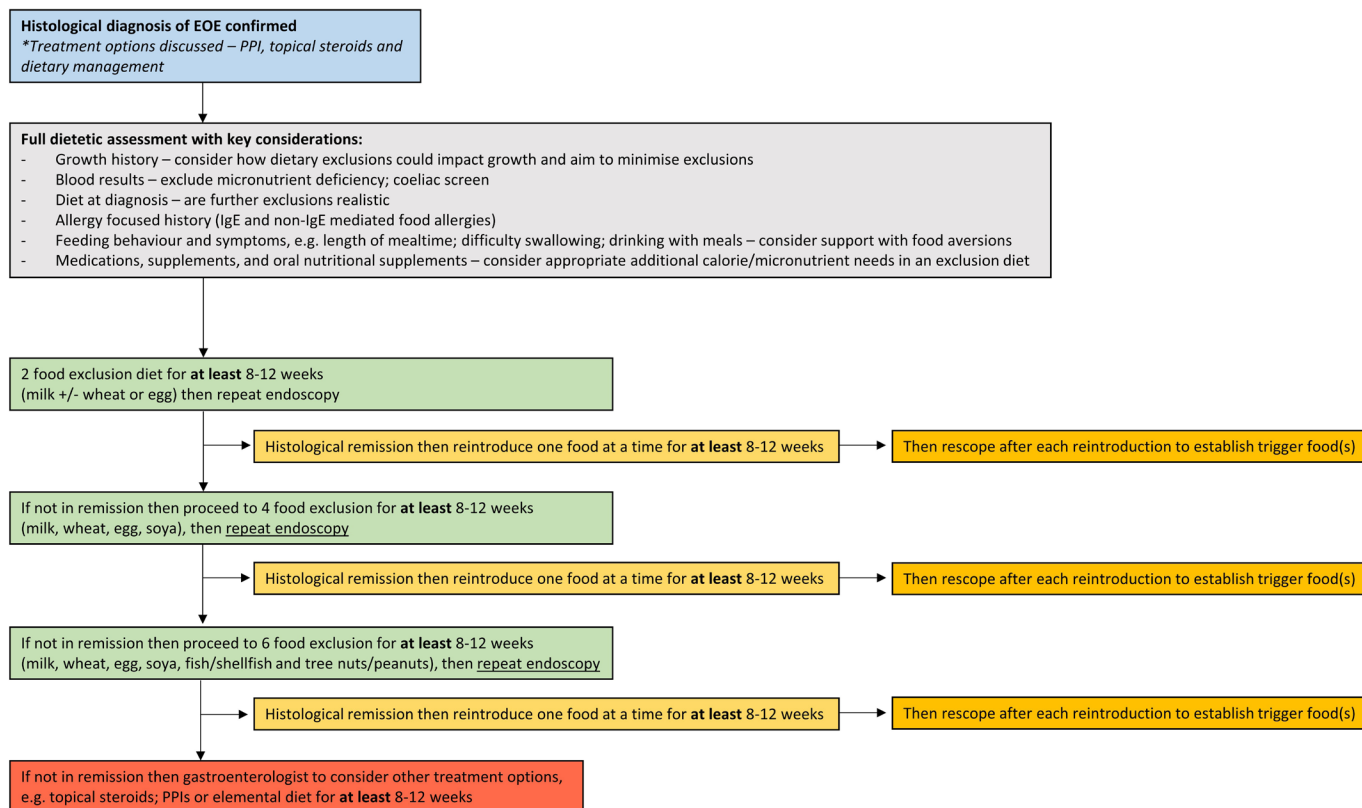 Histological diagnosis of EOE confirmed
*Treatment options discussed – PPI, topical steroids and
dietary management
Full dietetic assessment with key considerations:
- Growth history – consider how dietary exclusions could impact growth and aim to minimise exclusions
- Blood results – exclude micronutrient deficiency; coeliac screen
- Diet at diagnosis – are further exclusions realistic
- Allergy focused history (IgE and non-IgE mediated food allergies)
- Feeding behaviour and symptoms, e.g. length of mealtime; difficulty swallowing; drinking with meals – consider support with food aversions
- Medications, supplements, and oral nutritional supplements – consider appropriate additional calorie/micronutrient needs in an exclusion diet
2 food exclusion diet for at least 8-12 weeks
(milk +/- wheat or egg) then repeat endoscopy
Histological remission then reintroduce one food at a time for at least 8-12 weeks
Then rescope after each reintroduction to establish trigger food(s)
If not in remission then proceed to 4 food exclusion for at least 8-12 weeks
(milk, wheat, egg, soya), then repeat endoscopy
Histological remission then reintroduce one food at a time for at least 8-12 weeks
Then rescope after each reintroduction to establish trigger food(s)
If not in remission then proceed to 6 food exclusion for at least 8-12 weeks
(milk, wheat, egg, soya, fish/shellfish and tree nuts/peanuts), then repeat endoscopy
Histological remission then reintroduce one food at a time for at least 8-12 weeks
Then rescope after each reintroduction to establish trigger food(s)
If not in remission then gastroenterologist to consider other treatment options,
e.g. topical steroids; PPIs or elemental diet for at least 8-12 weeks